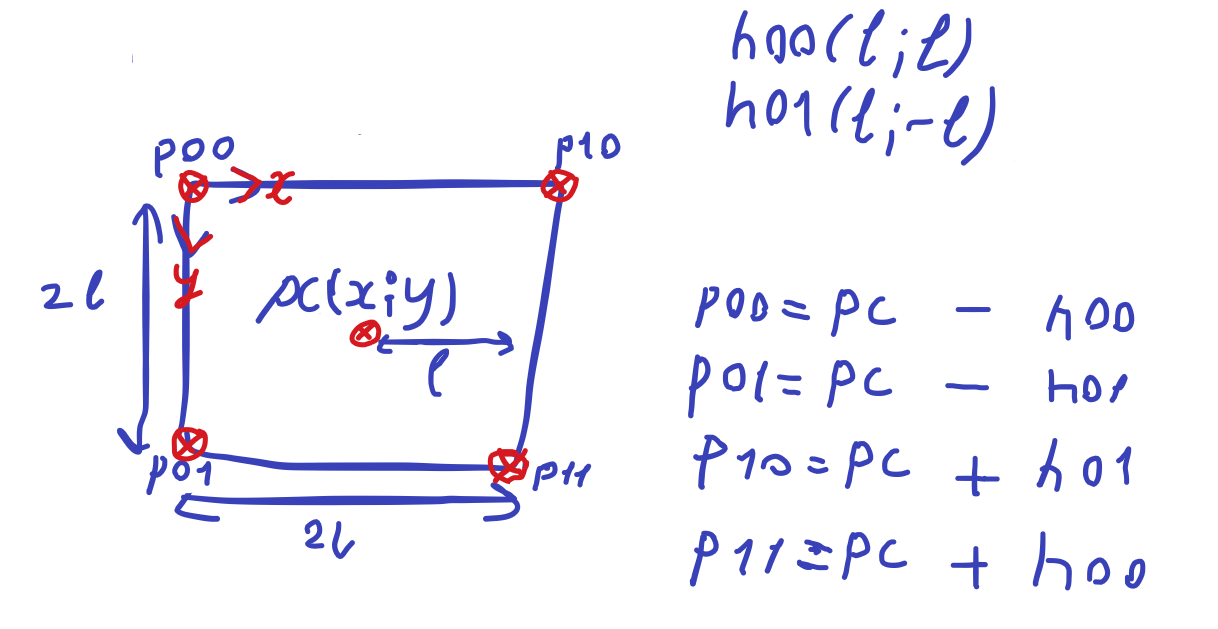 h00(l;l)
h01(l;-l)
p00
p10
x
y
2l
pc(x;y)
l
p01
p11
2l
p00=pc - h00
p01=pc - h01
p10=pc + h01
p11=pc + h00